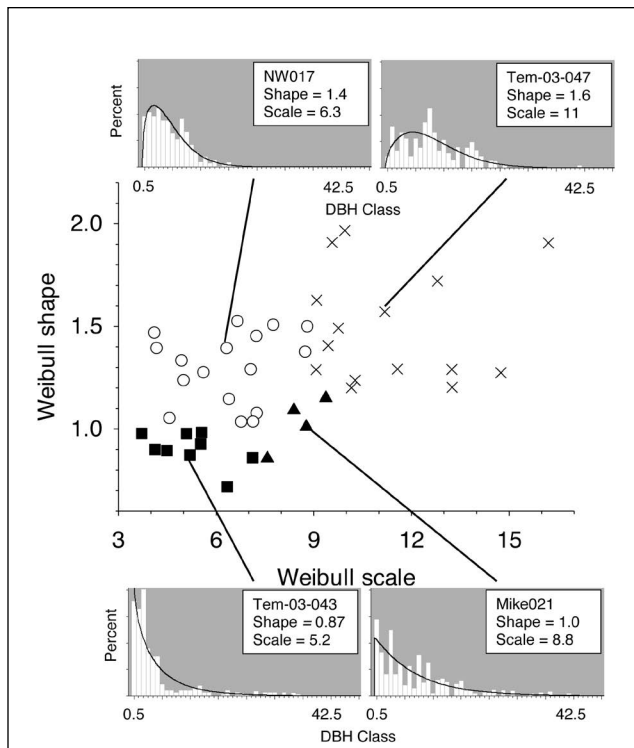 NW017
Shape = 1.4
Scale = 6.3
Percent
0.5 42.5
Tem-03-047
Shape = 1.6
Scale = 11
0.5 42.5
DBH Class
2.0
1.5
1.0
Weibull shape
3 6 9 12 15
Weibull scale
Tem-03-043
Shape = 0.87
Scale = 5.2
Percent
0.5 42.5
Mike021
Shape = 1.0
Scale = 8.8
0.5 42.5
DBH Class